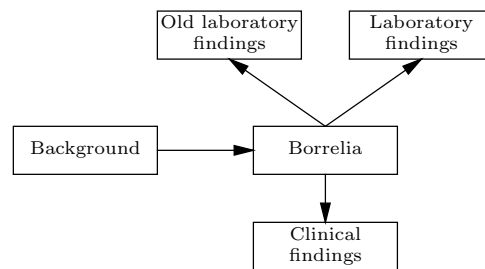 Old laboratory
findings
Laboratory
findings
Background
Borrelia
Clinical
findings